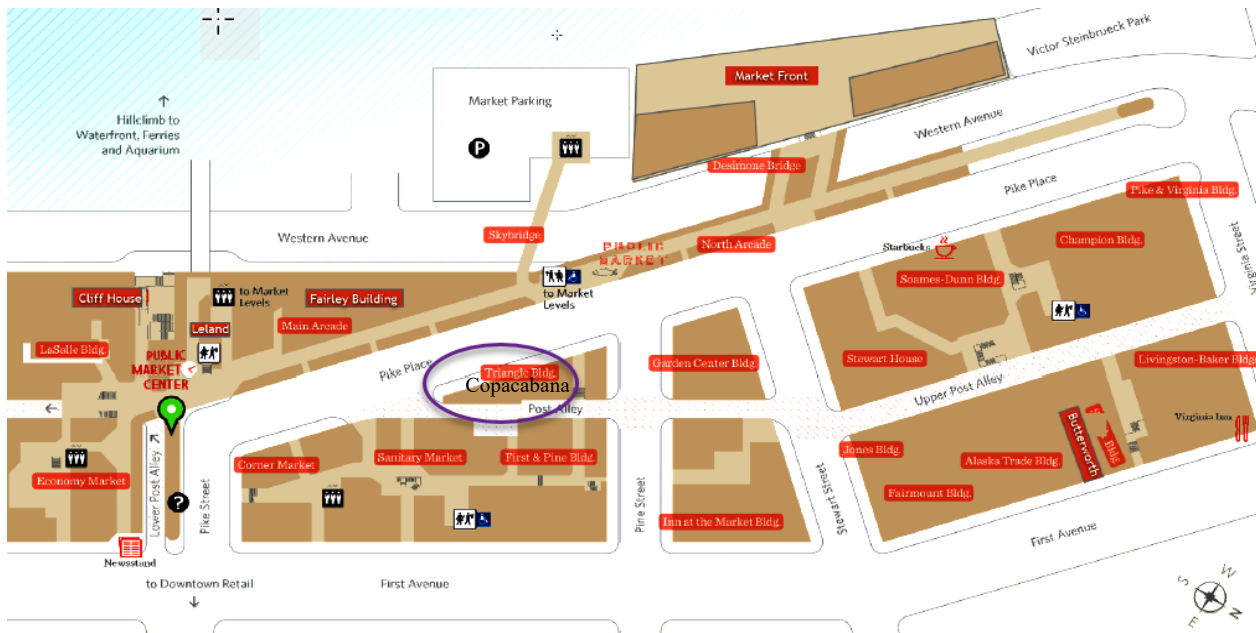 Victor Steinbrueck Park
Market Front
Market Parking
Hillclimb to
Waterfront, Ferries
and Aquarium
P
Western Avenue
Desimone Bridge
Pike Place
Pike & Virginia Bldg.
Skybridge
Western Avenue
PUBLIC
MARKET
North Arcade
Starbucks
Champion Bldg.
Virginia Street
Soames-Dunn Bldg.
Cliff House
to Market
Levels
Fairley Building
to Market
Levels
Leland
Main Arcade
LaSalle Bldg.
PUBLIC
MARKET
CENTER
Pike Place
Triangle Bldg.
Copacabana
Garden Center Bldg.
Stewart House
Livingston-Baker Bldg.
Upper Post Alley
Post Alley
Virginia Inn
Butterworth
Bldg.
Corner Market
Sanitary Market
First & Pine Bldg.
Jones Bldg.
Alaska Trade Bldg.
Economy Market
Lower Post Alley
?
Pike Street
Pine Street
Stewart Street
Fairmount Bldg.
Inn at the Market Bldg.
First Avenue
Newsstand
to Downtown Retail
First Avenue
S
W
E
N